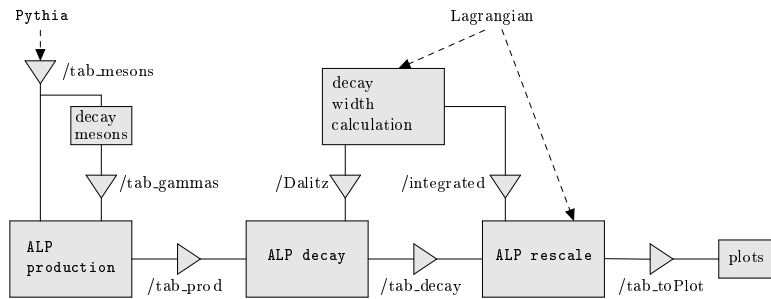 Pythia
Lagrangian
/tab_mesons
decay
mesons
decay
width
calculation
/tab_gammas
/Dalitz
/integrated
ALP
production
ALP decay
ALP rescale
plots
/tab_prod
/tab_decay
/tab_toPlot